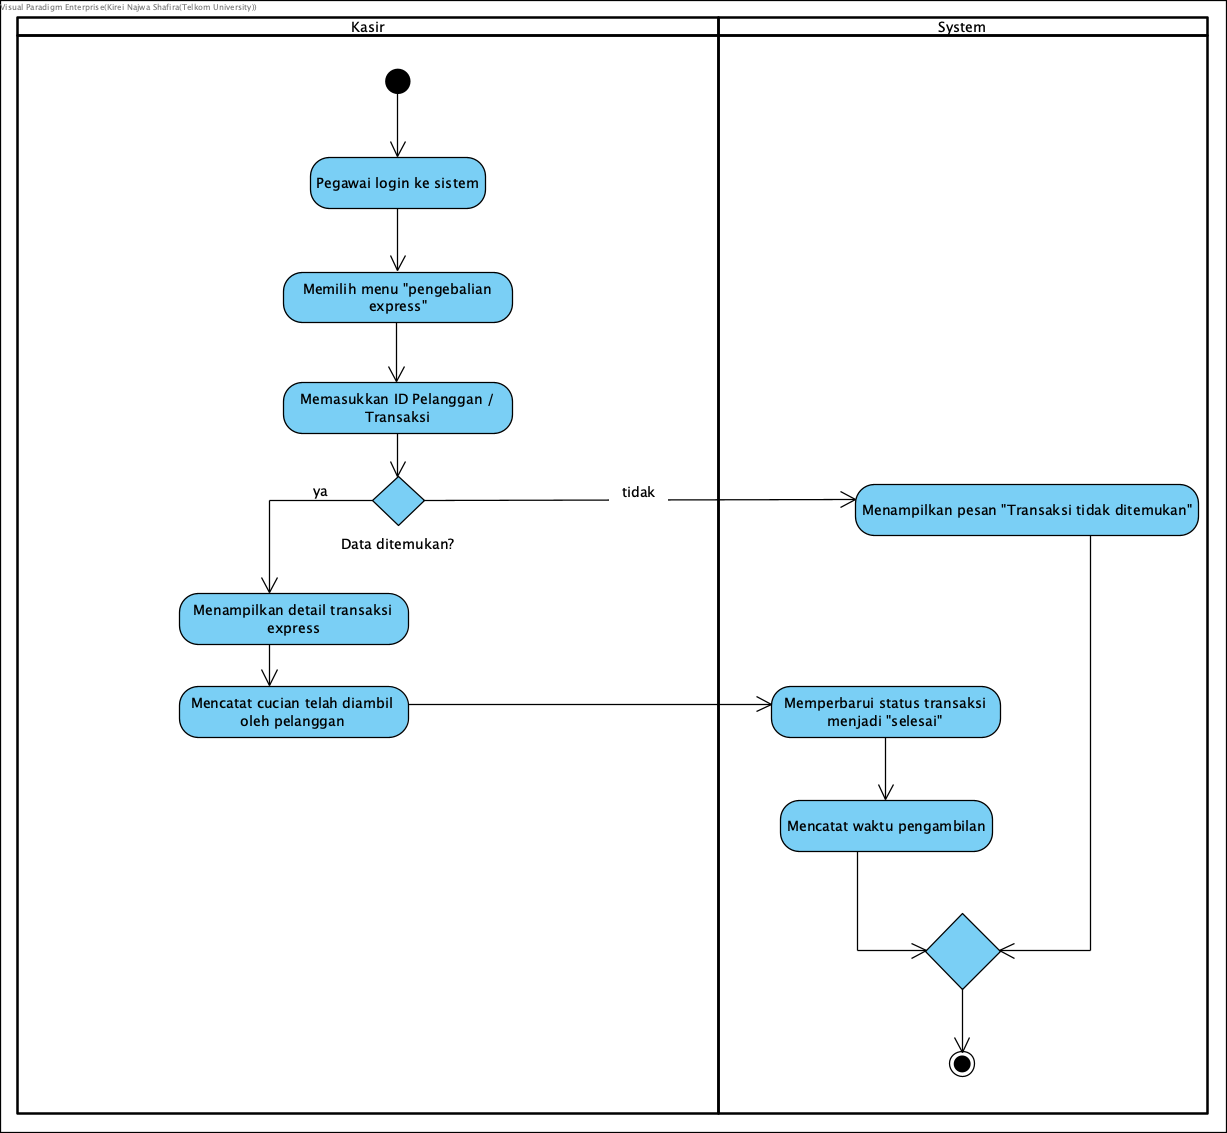 Visual Paradigm Enterprise(Kirei Najwa Shafira(Telkom University))
Kasir
System
Pegawai login ke sistem
Memilih menu "pengebalian
express"
Memasukkan ID Pelanggan /
Transaksi
ya
tidak
Menampilkan pesan "Transaksi tidak ditemukan"
Data ditemukan?
Menampilkan detail transaksi
express
Mencatat cucian telah diambil
oleh pelanggan
Memperbarui status transaksi
menjadi "selesai"
Mencatat waktu pengambilan